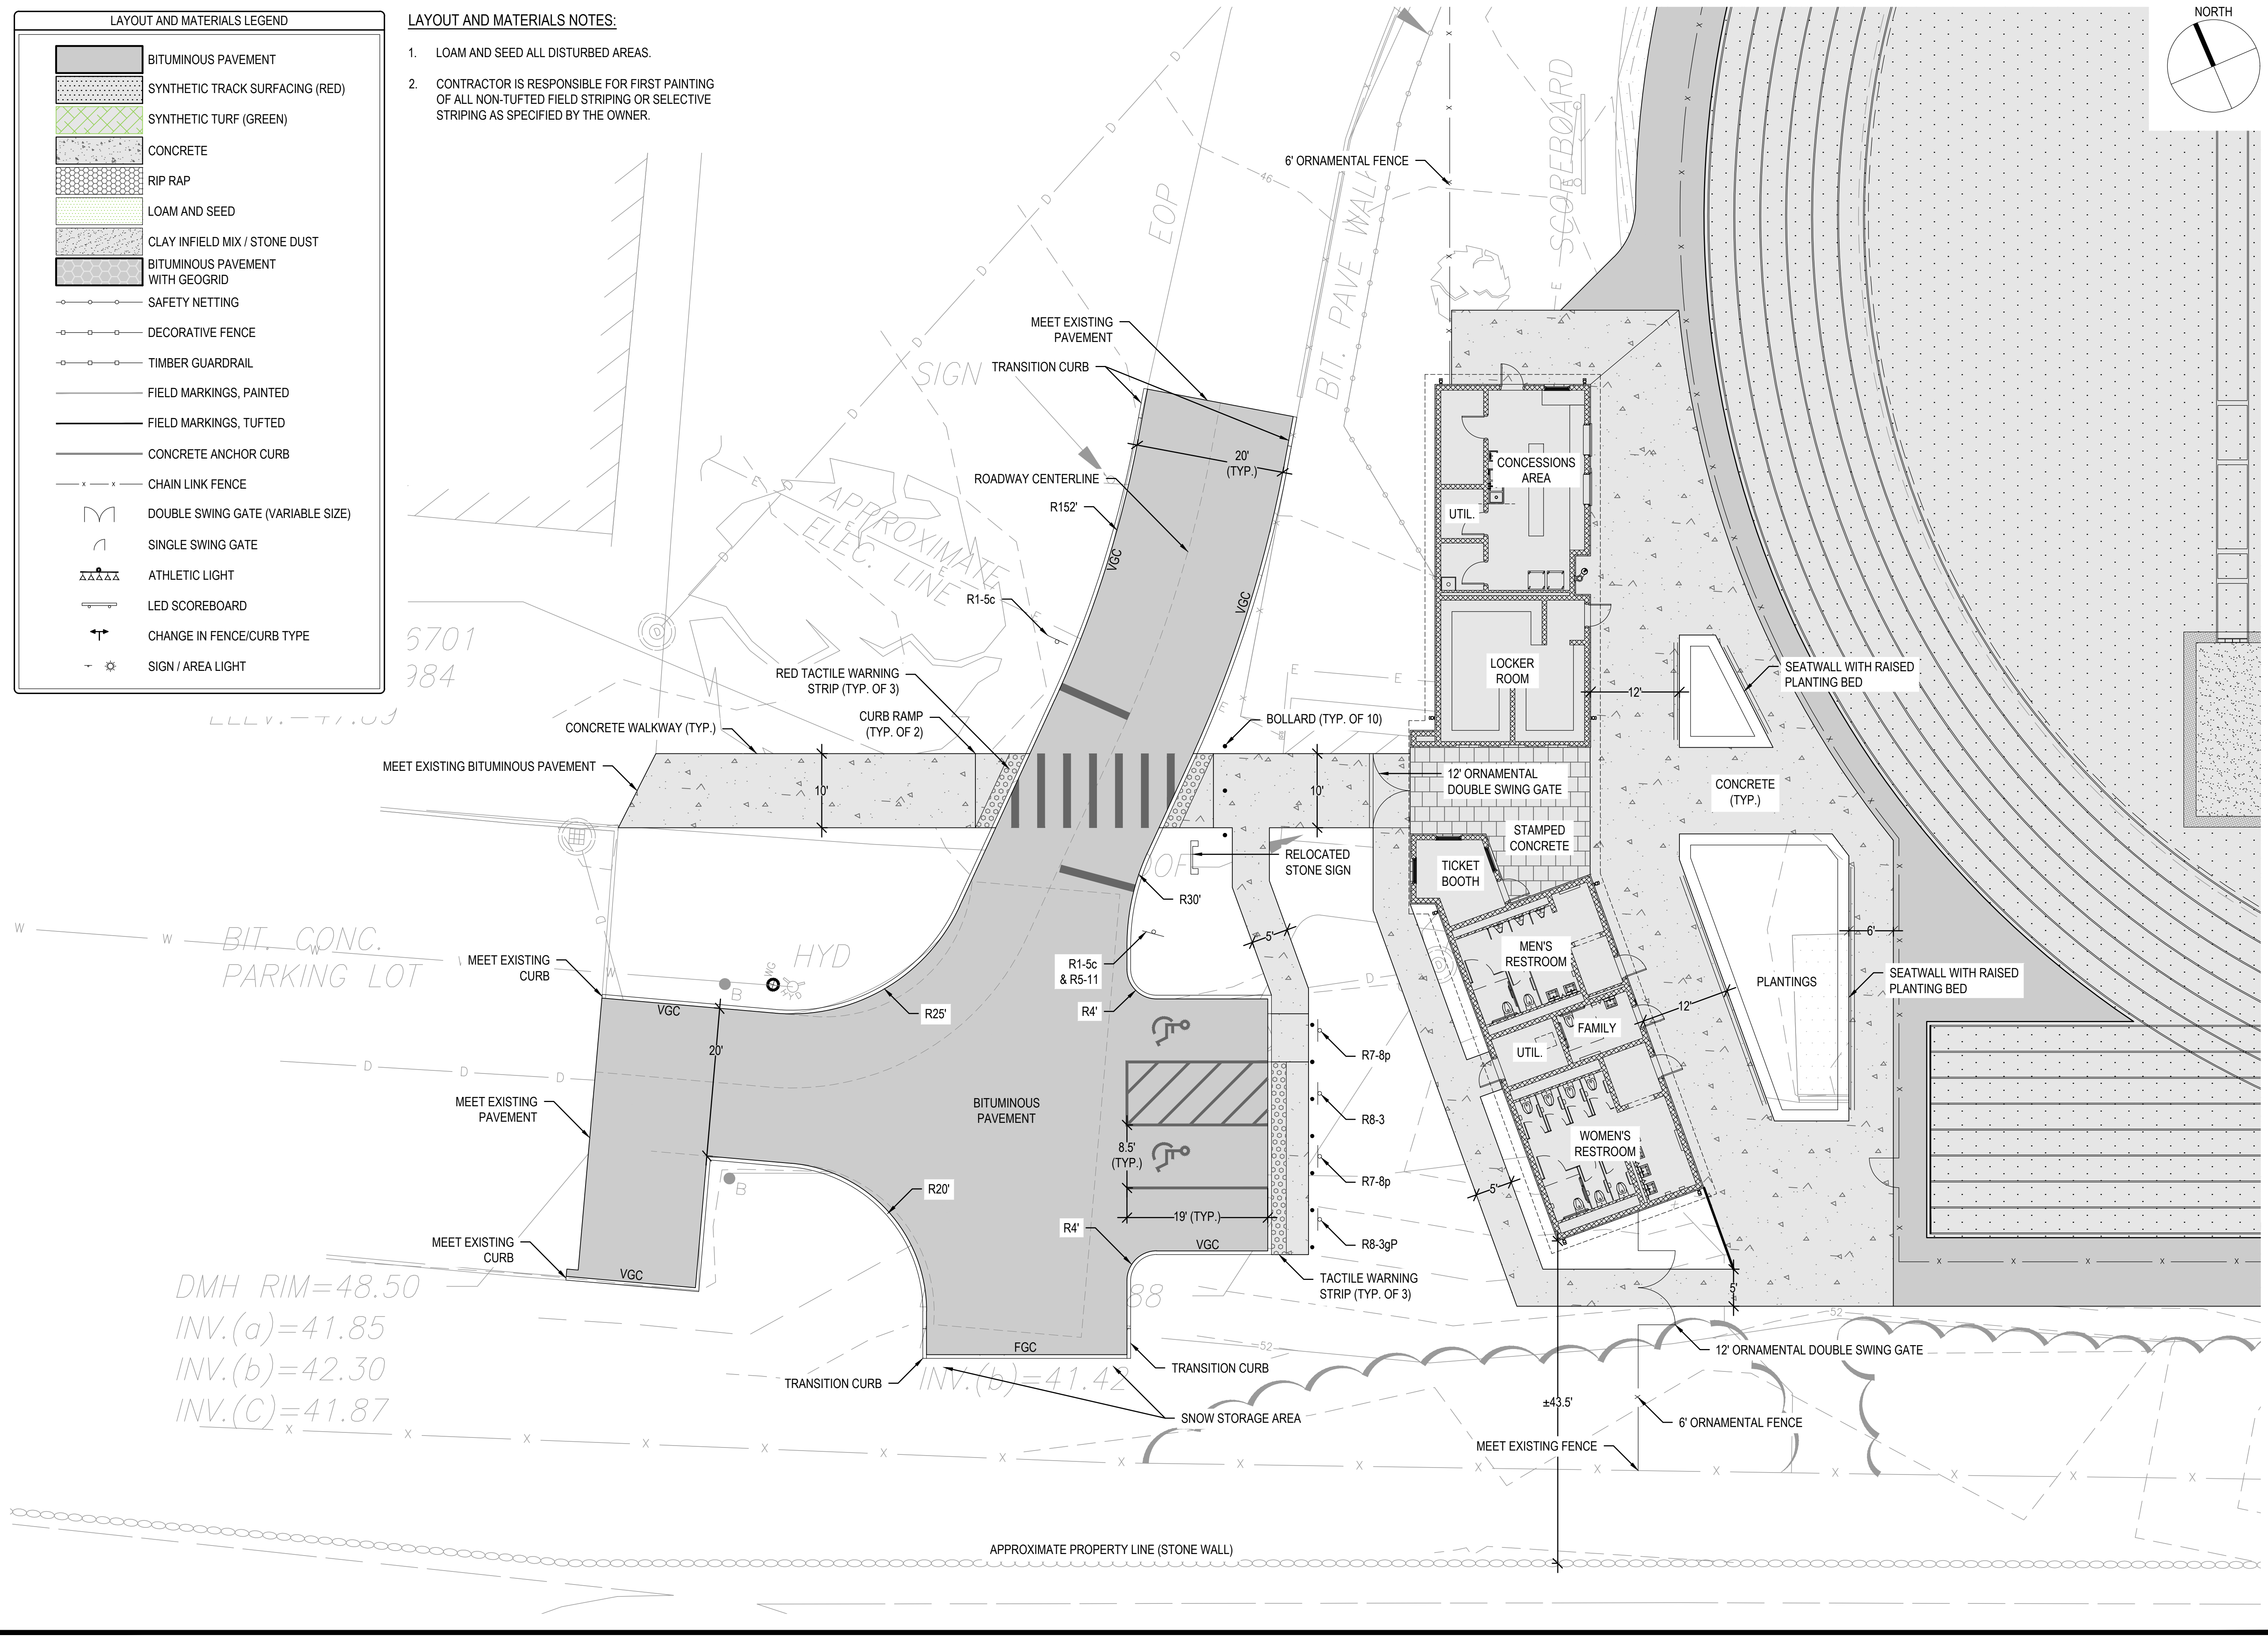 LAYOUT AND MATERIALS LEGEND
BITUMINOUS PAVEMENT
SYNTHETIC TRACK SURFACING (RED)
SYNTHETIC TURF (GREEN)
CONCRETE
RIP RAP
LOAM AND SEED
CLAY INFIELD MIX / STONE DUST
BITUMINOUS PAVEMENT
WITH GEOGRID
SAFETY NETTING
DECORATIVE FENCE
TIMBER GUARDRAIL
FIELD MARKINGS, PAINTED
FIELD MARKINGS, TUFTED
CONCRETE ANCHOR CURB
CHAIN LINK FENCE
DOUBLE SWING GATE (VARIABLE SIZE)
SINGLE SWING GATE
ATHLETIC LIGHT
LED SCOREBOARD
CHANGE IN FENCE/CURB TYPE
SIGN / AREA LIGHT
LAYOUT AND MATERIALS NOTES:
1. LOAM AND SEED ALL DISTURBED AREAS.
2. CONTRACTOR IS RESPONSIBLE FOR FIRST PAINTING
OF ALL NON-TUFTED FIELD STRIPING OR SELECTIVE
STRIPING AS SPECIFIED BY THE OWNER.
NORTH
6' ORNAMENTAL FENCE
SCOREBOARD
46
EOP
BIT. PAVE WALK
MEET EXISTING
PAVEMENT
TRANSITION CURB
SIGN
20'
(TYP.)
ROADWAY CENTERLINE
R152'
APPROXIMATE
ELEC. LINE
VGC
VGC
R1-5c
CONCESSIONS
AREA
UTIL.
LOCKER
ROOM
12'
SEATWALL WITH RAISED
PLANTING BED
6701
984
RED TACTILE WARNING
STRIP (TYP. OF 3)
CURB RAMP
(TYP. OF 2)
CONCRETE WALKWAY (TYP.)
BOLLARD (TYP. OF 10)
MEET EXISTING BITUMINOUS PAVEMENT
10'
10'
12' ORNAMENTAL
DOUBLE SWING GATE
CONCRETE
(TYP.)
STAMPED
CONCRETE
RELOCATED
STONE SIGN
TICKET
BOOTH
R30'
5'
6'
BIT. CONC.
PARKING LOT
HYD
WG
B
MEET EXISTING
CURB
VGC
R1-5c
& R5-11
R4'
R25'
MEN'S
RESTROOM
PLANTINGS
SEATWALL WITH RAISED
PLANTING BED
12'
FAMILY
UTIL.
20'
R7-8p
MEET EXISTING
PAVEMENT
BITUMINOUS
PAVEMENT
R8-3
8.5'
(TYP.)
WOMEN'S
RESTROOM
R7-8p
B
R20'
5'
19' (TYP.)
R4'
VGC
R8-3gP
MEET EXISTING
CURB
VGC
TACTILE WARNING
STRIP (TYP. OF 3)
5'
DMH RIM=48.50
INV.(a)=41.85
INV.(b)=42.30
INV.(C)=41.87
88
52
52
FGC
TRANSITION CURB
TRANSITION CURB
INV.(b)=41.42
12' ORNAMENTAL DOUBLE SWING GATE
SNOW STORAGE AREA
±43.5'
6' ORNAMENTAL FENCE
MEET EXISTING FENCE
APPROXIMATE PROPERTY LINE (STONE WALL)